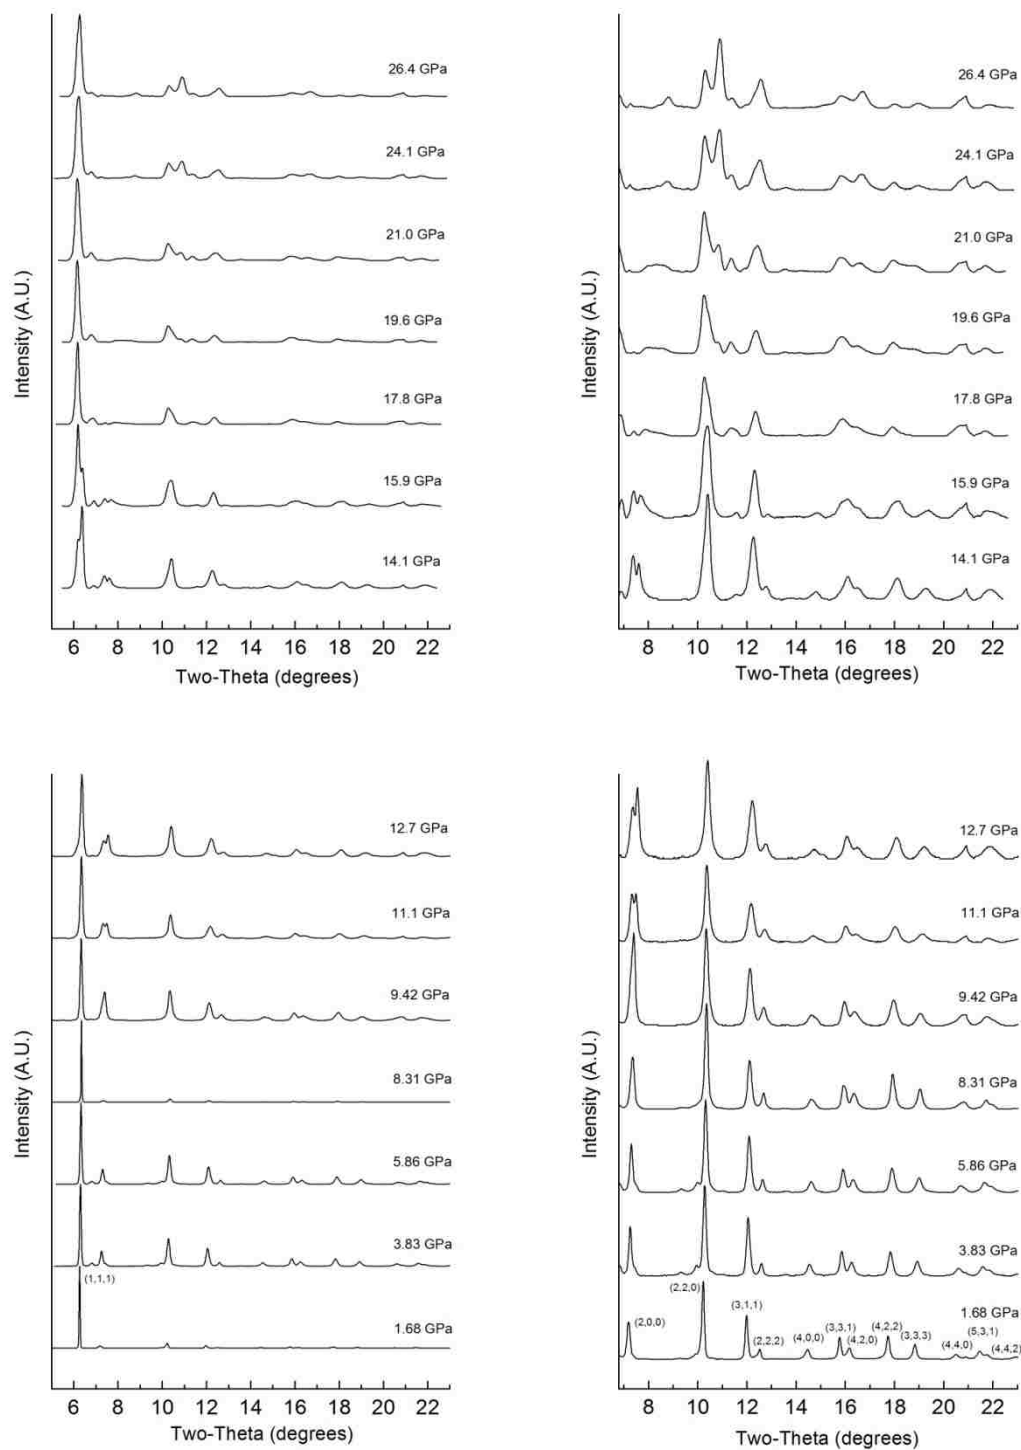 26.4 GPa
24.1 GPa
21.0 GPa
19.6 GPa
17.8 GPa
15.9 GPa
14.1 GPa
Intensity (A.U.)
6 8 10 12 14 16 18 20 22
Two-Theta (degrees)
26.4 GPa
24.1 GPa
21.0 GPa
19.6 GPa
17.8 GPa
15.9 GPa
14.1 GPa
Intensity (A.U.)
8 10 12 14 16 18 20 22
Two-Theta (degrees)
12.7 GPa
11.1 GPa
9.42 GPa
8.31 GPa
5.86 GPa
3.83 GPa
(1,1,1)
1.68 GPa
Intensity (A.U.)
6 8 10 12 14 16 18 20 22
Two-Theta (degrees)
12.7 GPa
11.1 GPa
9.42 GPa
8.31 GPa
5.86 GPa
3.83 GPa
1.68 GPa
(2,0,0)
(2.2,0)
(3,1,1)
(2,2,2)
(4,0,0)
(3,3,1)
(4,2,0)
(4,2,2)
(3,3,3)
(4,4,0)
(5,3,1)
(4,4,2)
Intensity (A.U.)
8 10 12 14 16 18 20 22
Two-Theta (degrees)